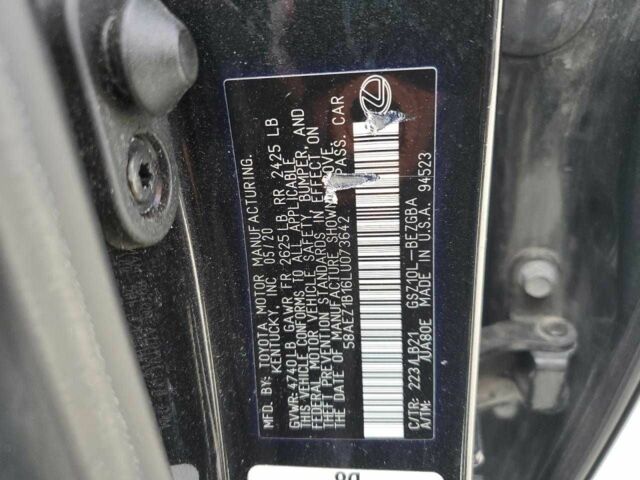 MFD. BY: TOYOTA MOTOR MANUFACTURING,
KENTUCKY, INC. 05/20
GVWR: 4740 LB GAWR FR 2625 LB RR 2425 LB
THIS VEHICLE CONFORMS TO ALL APPLICABLE
FEDERAL MOTOR VEHICLE SAFETY, BUMPER, AND
THEFT PREVENTION STANDARDS IN EFFECT ON
THE DATE OF MANUFACTURE SHOWN ABOVE.
58AEZ1B16LU073642 PASS. CAR
C/TR: 223/LB21 GSZ10L-BEZGBA
A/TM: /UA80E MADE IN U.S.A. 94523